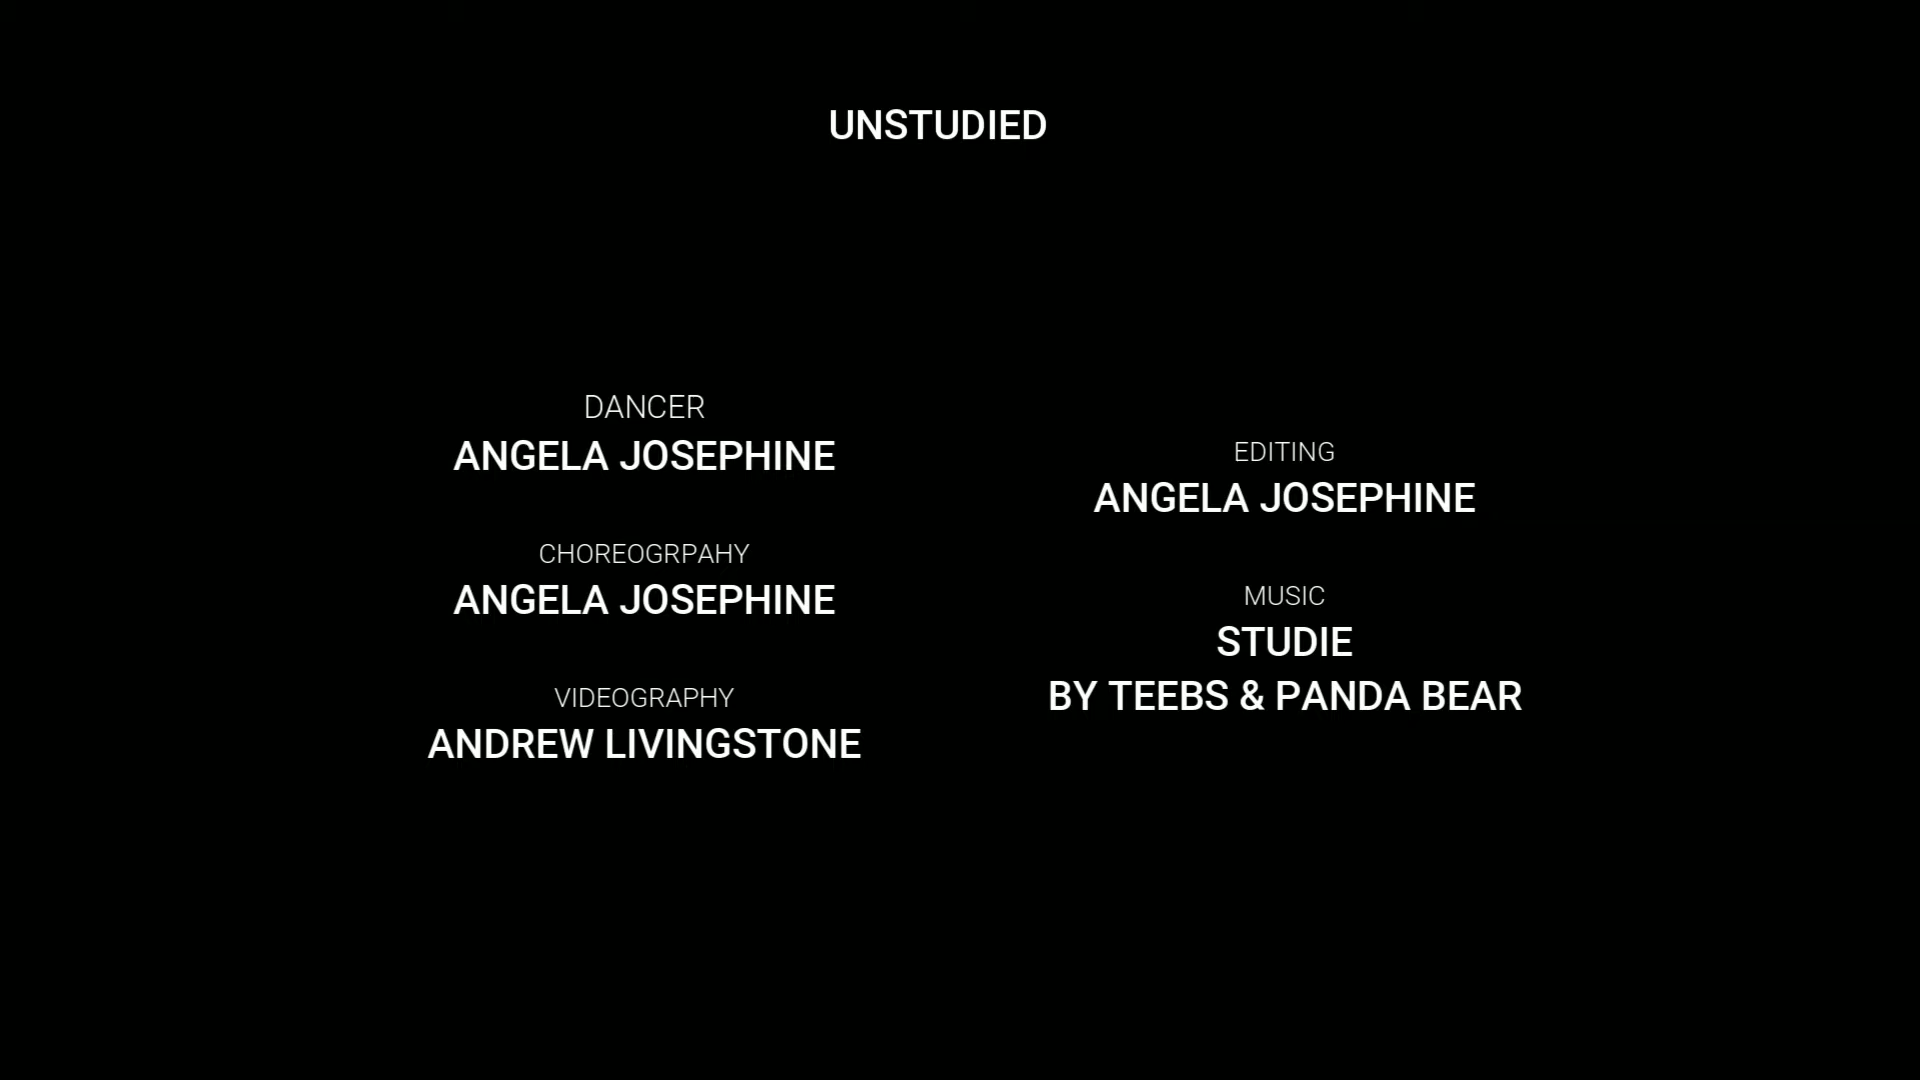 UNSTUDIED
DANCER
ANGELA JOSEPHINE
CHOREOGRPAHY
ANGELA JOSEPHINE
VIDEOGRAPHY
ANDREW LIVINGSTONE
EDITING
ANGELA JOSEPHINE
MUSIC
STUDIE
BY TEEBS & PANDA BEAR